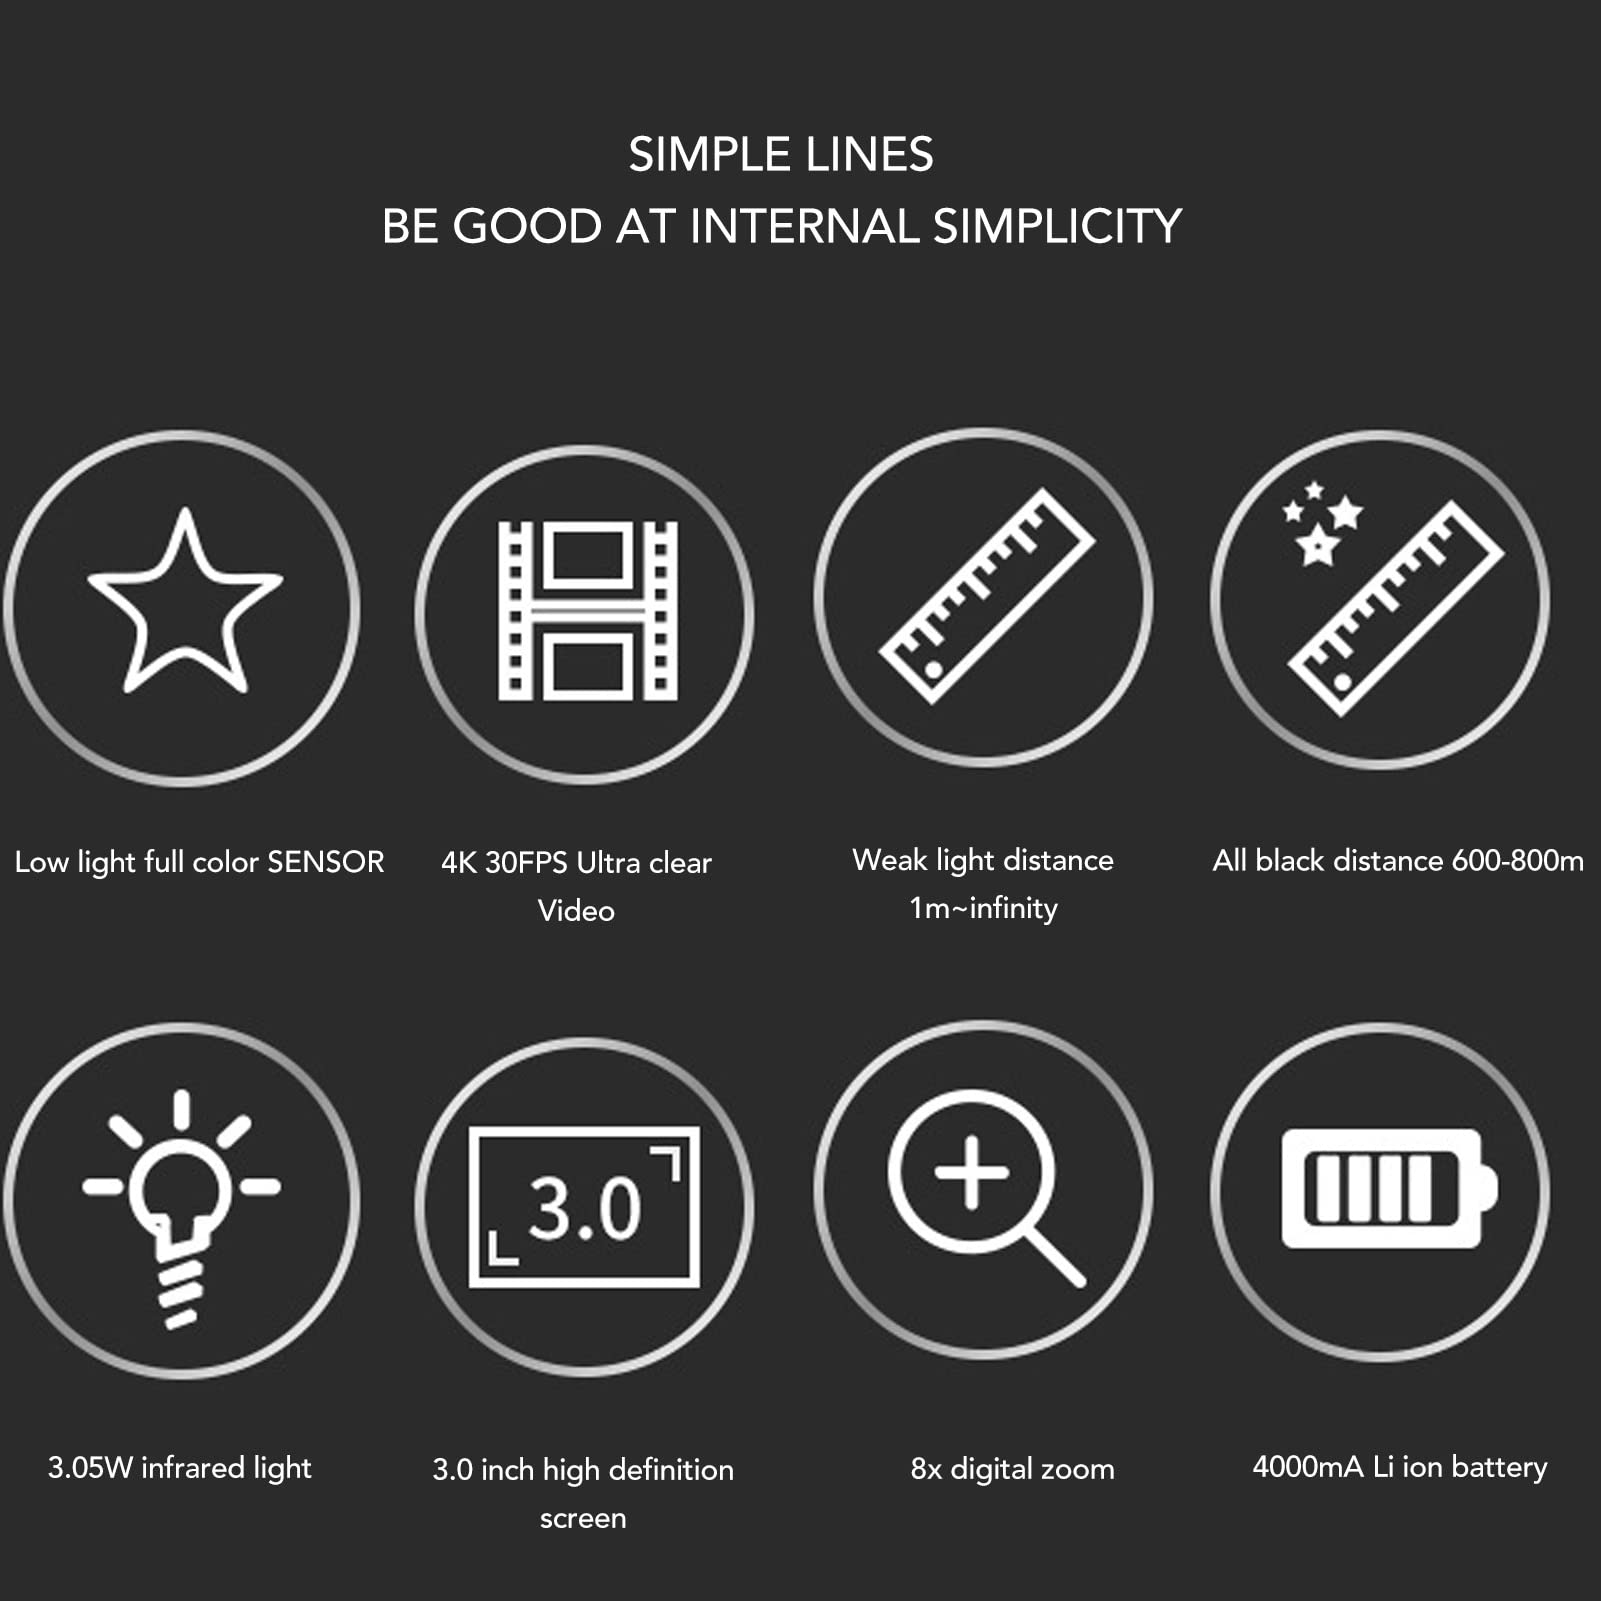 SIMPLE LINES
BE GOOD AT INTERNAL SIMPLICITY
Low light full color SENSOR
4K 30FPS Ultra clear
Video
Weak light distance
1m~infinity
All black distance 600-800m
3.0
3.05W infrared light
3.0 inch high definition
screen
8x digital zoom
4000mA Li ion battery